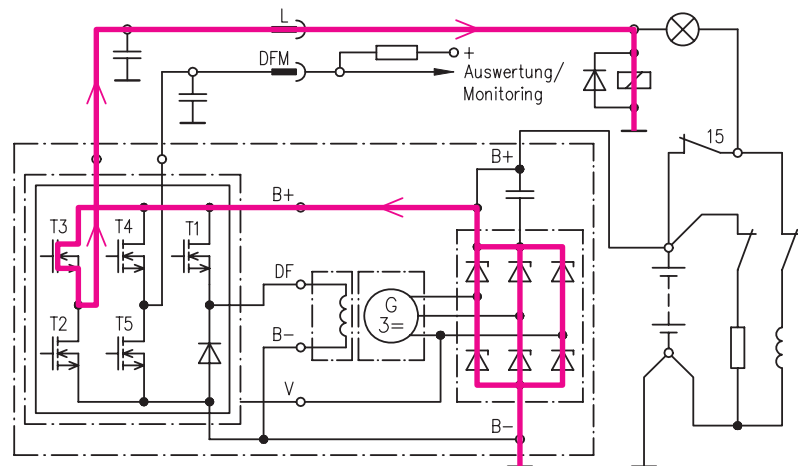 L
DFM
+
Auswertung/
Monitoring
15
B+
B+
T3
T4
T1
DF
G
3=
T2
T5
B-
V
B-